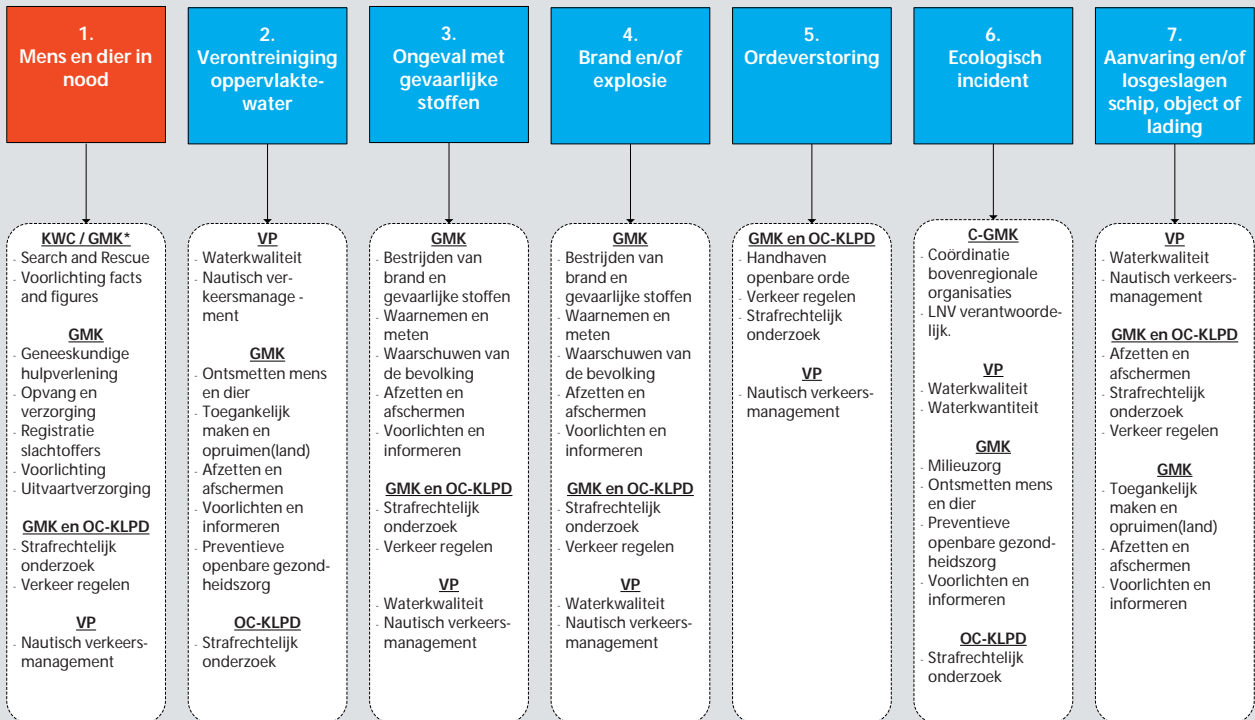 1.
Mens en dier in
nood
2.
Verontreiniging
oppervlakte-
water
3.
Ongeval met
gevaarlijke
stoffen
4.
Brand en/of
explosie
5.
Ordeverstoring
6.
Ecologisch
incident
7.
Aanvaring en/of
losgeslagen
schip, object of
lading
KWC / GMK*
- Search and Rescue
- Voorlichting facts
and figures
GMK
- Geneeskundige
hulpverlening
- Opvang en
verzorging
- Registratie
slachtoffers
- Voorlichting
- Uitvaartverzorging
GMK en OC-KLPD
- Strafrechtelijk
onderzoek
- Verkeer regelen
VP
- Nautisch verkeers-
management
VP
- Waterkwaliteit
- Nautisch ver-
keersmanage -
ment
GMK
- Ontsmetten mens
en dier
- Toegankelijk
maken en
opruimen(land)
- Afzetten en
afschermen
- Voorlichten en
informeren
- Preventieve
openbare gezond-
heidszorg
OC-KLPD
- Strafrechtelijk
onderzoek
GMK
- Bestrijden van
brand en
gevaarlijke stoffen
- Waarnemen en
meten
- Waarschuwen van
de bevolking
- Afzetten en
afschermen
- Voorlichten en
informeren
GMK en OC-KLPD
- Strafrechtelijk
onderzoek
- Verkeer regelen
VP
- Waterkwaliteit
- Nautisch verkeers-
management
GMK
- Bestrijden van
brand en
gevaarlijke stoffen
- Waarnemen en
meten
- Waarschuwen van
de bevolking
- Afzetten en
afschermen
- Voorlichten en
informeren
GMK en OC-KLPD
- Strafrechtelijk
onderzoek
- Verkeer regelen
VP
- Waterkwaliteit
- Nautisch verkeers-
management
GMK en OC-KLPD
- Handhaven
openbare orde
- Verkeer regelen
- Strafrechtelijk
onderzoek
VP
- Nautisch verkeers-
management
C-GMK
- Coördinatie
bovenregionale
organisaties
- LNV verantwoorde-
lijk.
VP
- Waterkwaliteit
- Waterkwantiteit
GMK
- Milieuzorg
- Ontsmetten mens
en dier
- Preventieve
openbare gezond-
heidszorg
- Voorlichten en
informeren
OC-KLPD
- Strafrechtelijk
onderzoek
VP
- Waterkwaliteit
- Nautisch verkeers-
management
GMK en OC-KLPD
- Afzetten en
afschermen
- Strafrechtelijk
onderzoek
- Verkeer regelen
GMK
- Toegankelijk
maken en
opruimen(land)
- Afzetten en
afschermen
- Voorlichten en
informeren